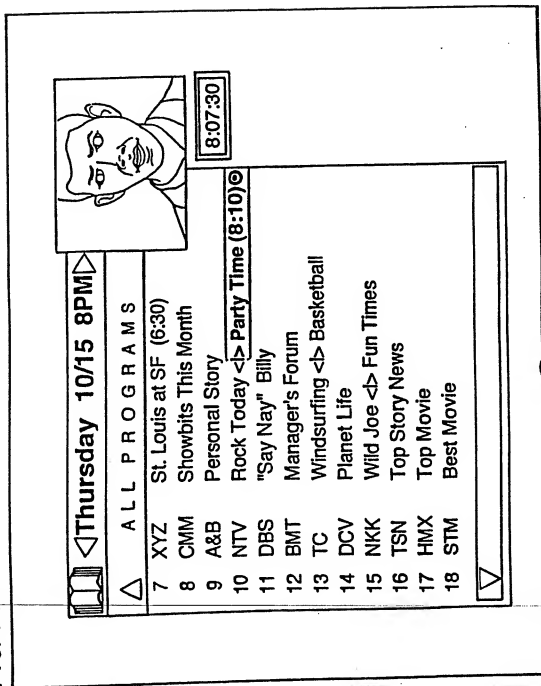 ◁Thursday 10/15 8PM▷
△ ALL PROGRAMS
7 XYZ St. Louis at SF (6:30)
8 CMM Showbits This Month
9 A&B Personal Story
10 NTV Rock Today <I> Party Time (8:10)⊙
11 DBS "Say Nay" Billy
12 BMT Manager's Forum
13 TC Windsurfing <I> Basketball
14 DCV Planet Life
15 NKK Wild Joe <I> Fun Times
16 TSN Top Story News
17 HMX Top Movie
18 STM Best Movie
▽
8:07:30